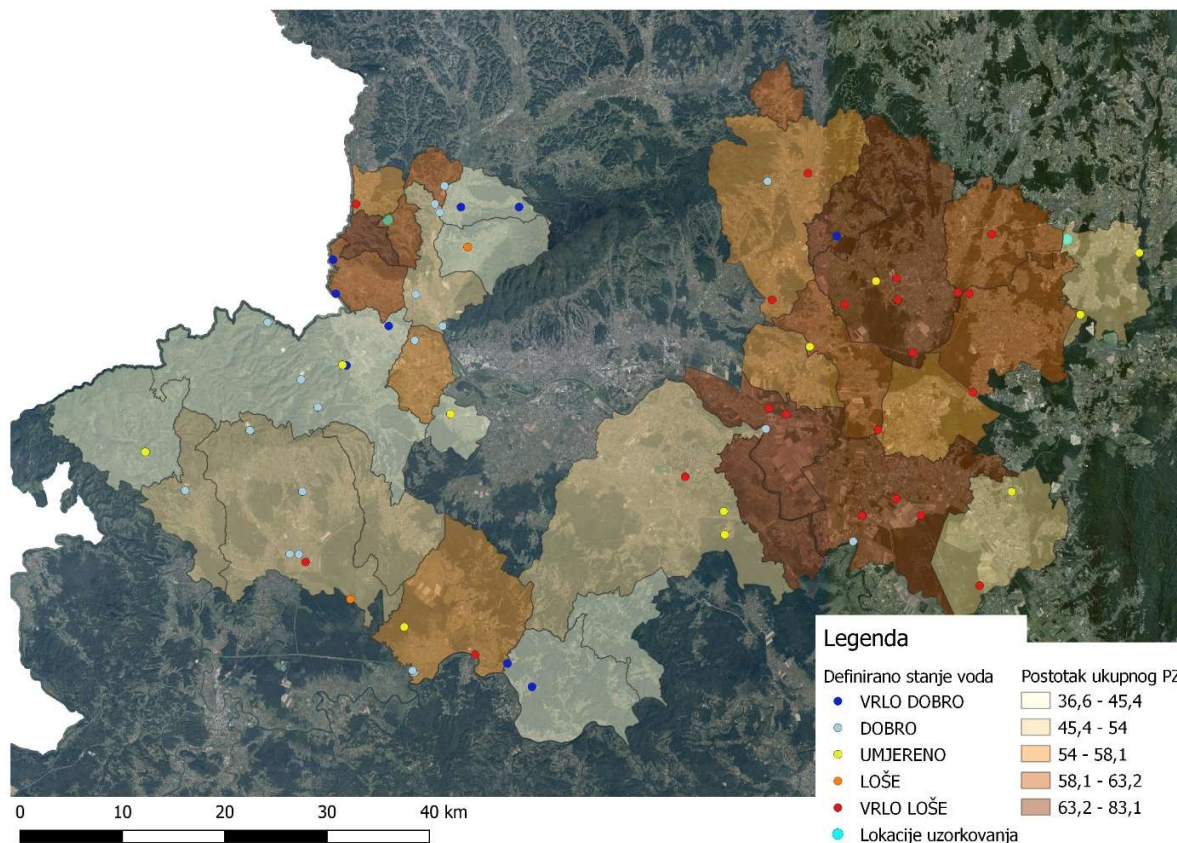 Legenda
Definirano stanje voda
VRLO DOBRO
DOBRO
UMJERENO
LOŠE
VRLO LOŠE
Lokacije uzorkovanja
Postotak ukupnog PZ
36,6 - 45,4
45,4 - 54
54 - 58,1
58,1 - 63,2
63,2 - 83,1
0 10 20 30 40 km